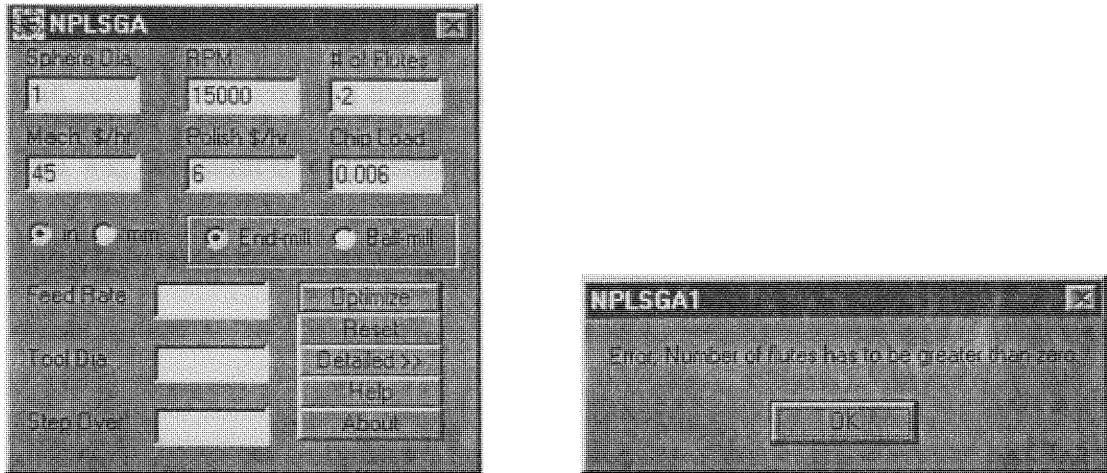 NPLSGA
Sphere Dia. RPM # of Flutes
1 15000 -2
Mach. $/hr. Polish $/hr. Chip Load
45 6 0.006
in. mm End-mill Ball-mill
Feed Rate Optimize
Reset
Tool Dia. Detailed >>
Help
Step Over About
NPLSGA1
Error, Number of flutes has to be greater than zero.
OK